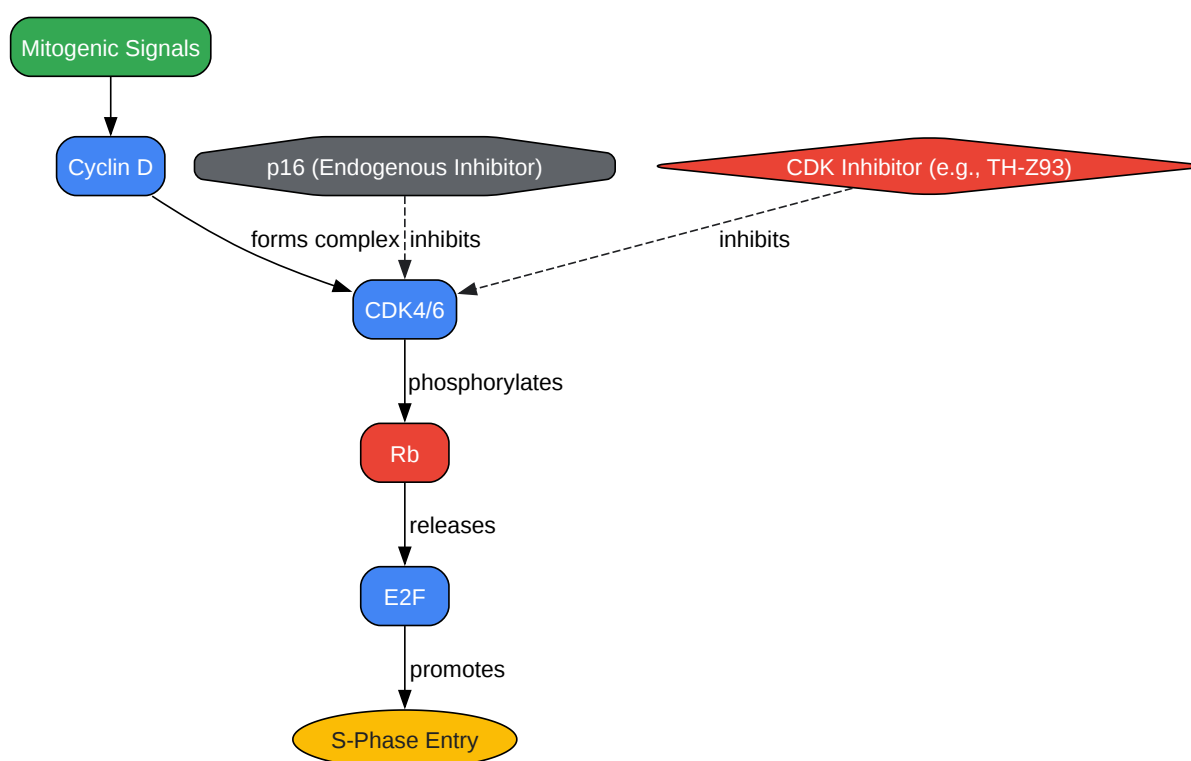 Mitogenic Signals
Cyclin D
p16 (Endogenous Inhibitor)
CDK Inhibitor (e.g., TH-Z93)
forms complex
inhibits
inhibits
CDK4/6
phosphorylates
Rb
releases
E2F
promotes
S-Phase Entry